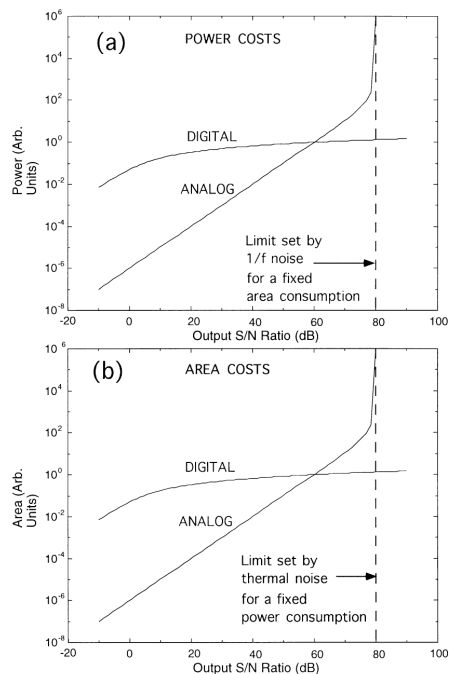 (a)
POWER COSTS
DIGITAL
ANALOG
Limit set by
1/f noise
for a fixed
area consumption
Power (Arb.
Units)
10^6
10^4
10^2
10^0
10^-2
10^-4
10^-6
10^-8
-20 0 20 40 60 80 100
Output S/N Ratio (dB)
(b)
AREA COSTS
DIGITAL
ANALOG
Limit set by
thermal noise
for a fixed
power consumption
Area (Arb.
Units)
10^6
10^4
10^2
10^0
10^-2
10^-4
10^-6
10^-8
-20 0 20 40 60 80 100
Output S/N Ratio (dB)